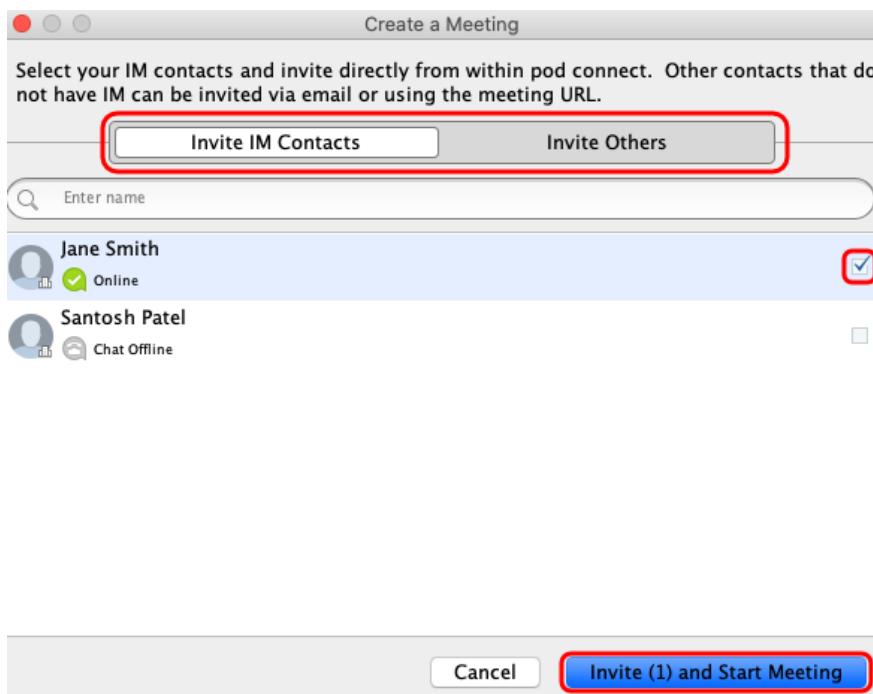 Create a Meeting
Select your IM contacts and invite directly from within pod connect. Other contacts that do
not have IM can be invited via email or using the meeting URL.
Invite IM Contacts Invite Others
Enter name
Jane Smith
Online
Santosh Patel
Chat Offline
Cancel Invite (1) and Start Meeting